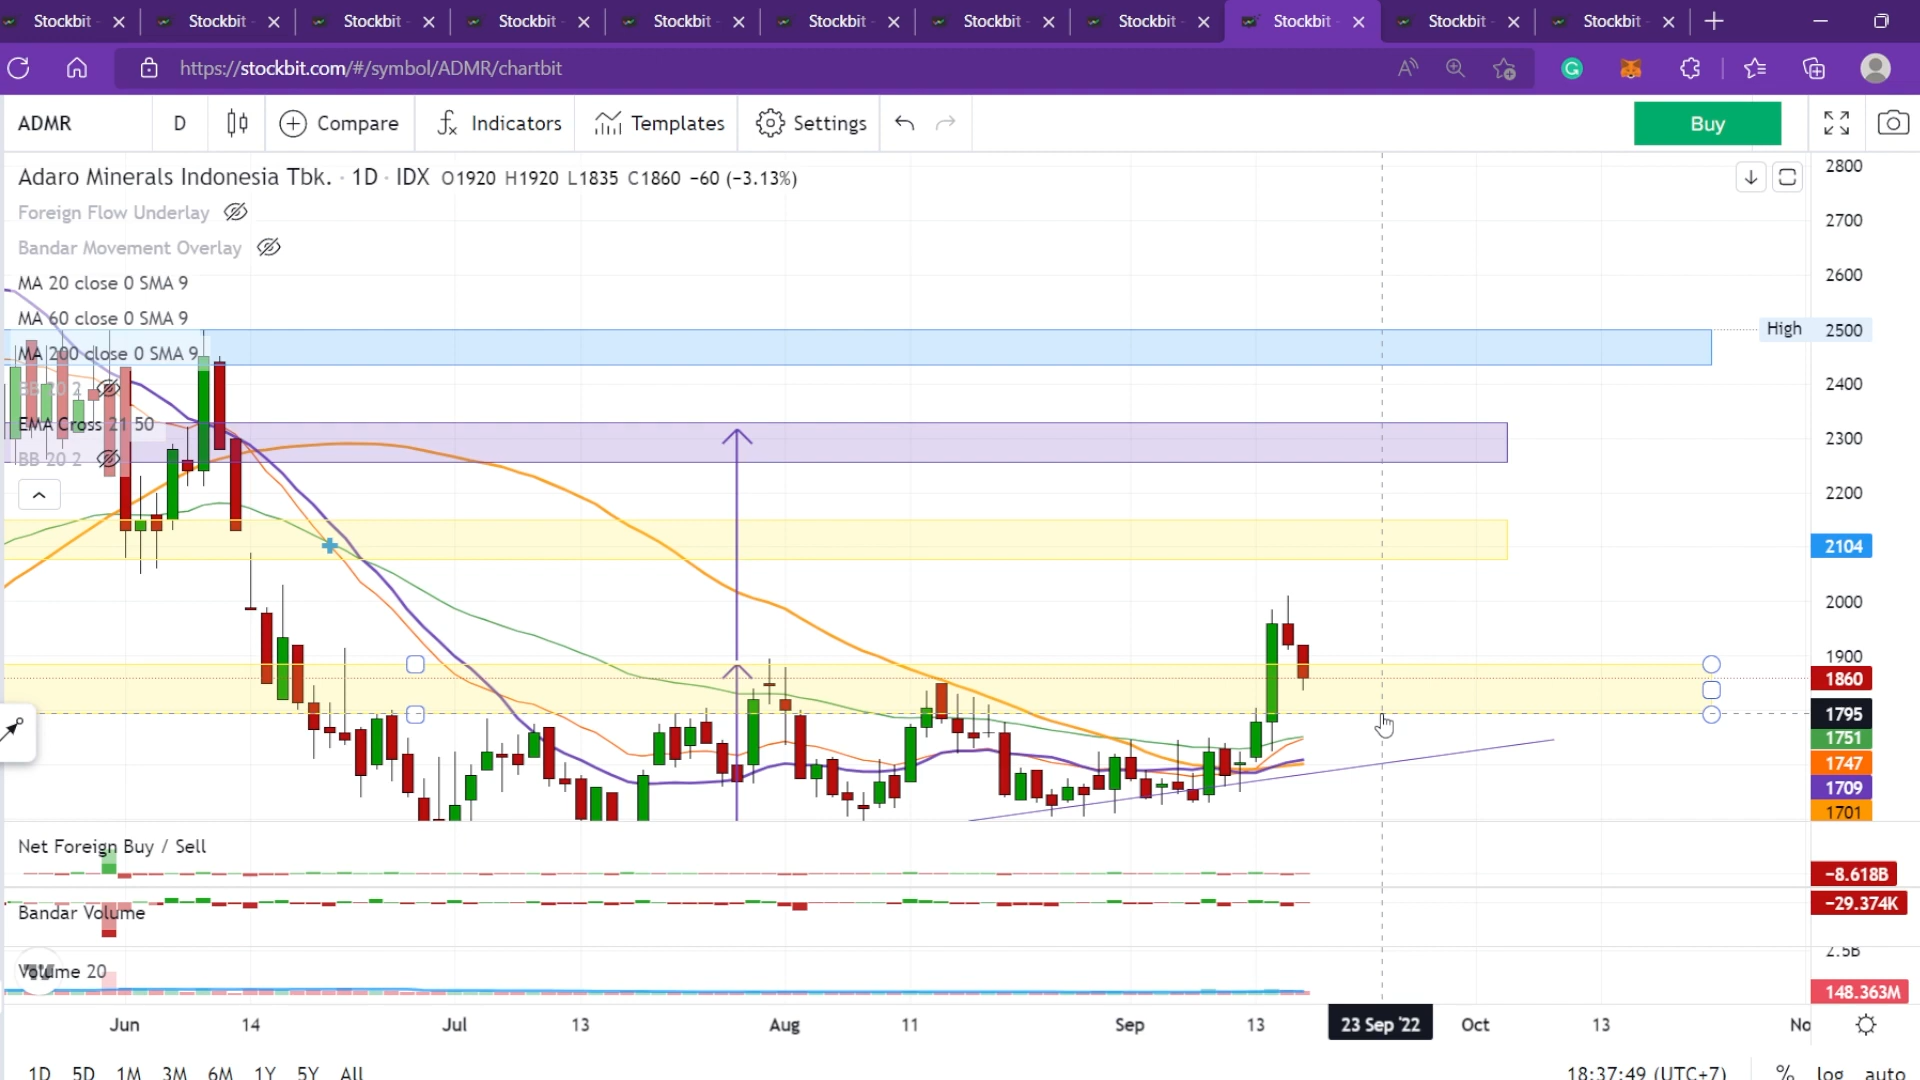 Stockbit Stockbit Stockbit Stockbit Stockbit Stockbit Stockbit Stockbit Stockbit Stockbit Stockbit
https://stockbit.com/#/symbol/ADMR/chartbit
ADMR D Compare Indicators Templates Settings Buy
Adaro Minerals Indonesia Tbk. · 1D · IDX O1920 H1920 L1835 C1860 −60 (−3.13%)
Foreign Flow Underlay
Bandar Movement Overlay
MA 20 close 0 SMA 9
MA 60 close 0 SMA 9
MA 200 close 0 SMA 9
BB 20 2
EMA Cross 21 50
BB 20 2
2800
2700
2600
High 2500
2400
2300
2200
2104
2000
1900
1860
1795
1751
1747
1709
1701
Net Foreign Buy / Sell
−8.618B
Bandar Volume
−29.374K
Volume 20
2.5B
148.363M
Jun 14 Jul 13 Aug 11 Sep 13 23 Sep '22 Oct 13 No
1D 5D 1M 3M 6M 1Y 5Y All 18:37:49 (UTC+7) % log auto